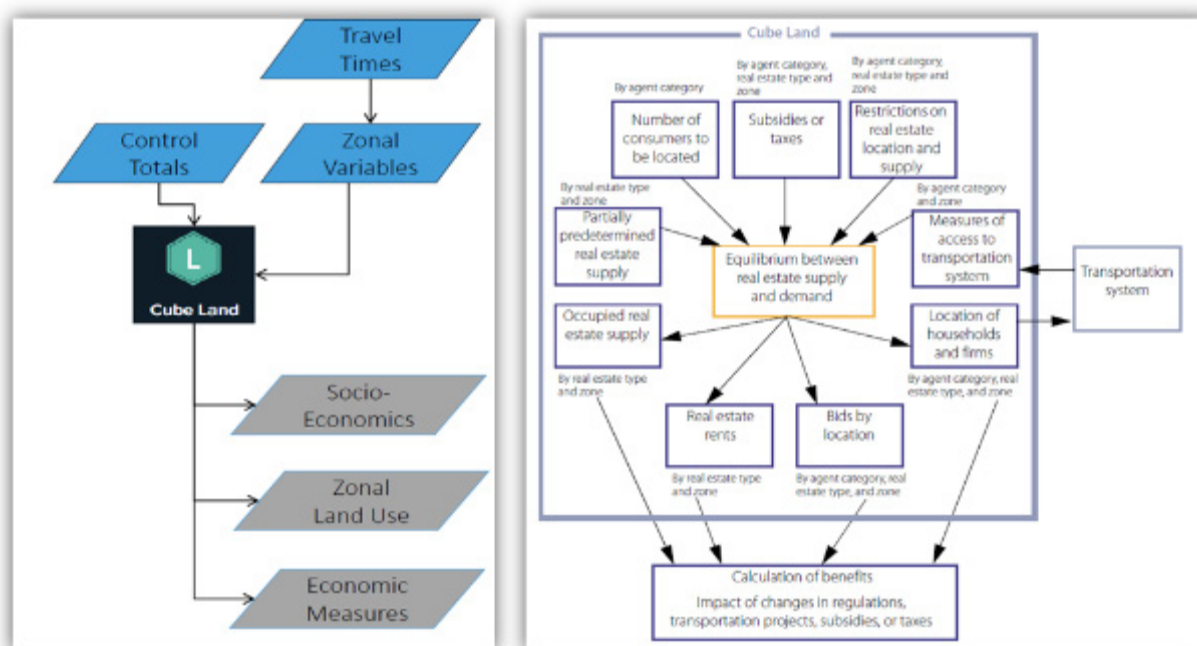 Travel
Times
Control
Totals
Zonal
Variables
L
Cube Land
Socio-
Economics
Zonal
Land Use
Economic
Measures
Cube Land
By agent category
Number of
consumers to
be located
By agent category,
real estate type and
zone
Subsidies or
taxes
By agent category,
real estate type and
zone
Restrictions on
real estate
location and
supply
By real estate type
and zone
Partially
predetermined
real estate
supply
Equilibrium between
real estate supply
and demand
By agent category
and zone
Measures of
access to
transportation
system
Transportation
system
Occupied real
estate supply
By real estate type
and zone
Location of
households
and firms
By agent category, real
estate type, and zone
Real estate
rents
By real estate type
and zone
Bids by
location
By agent category, real
estate type, and zone
Calculation of benefits
Impact of changes in regulations,
transportation projects, subsidies, or taxes